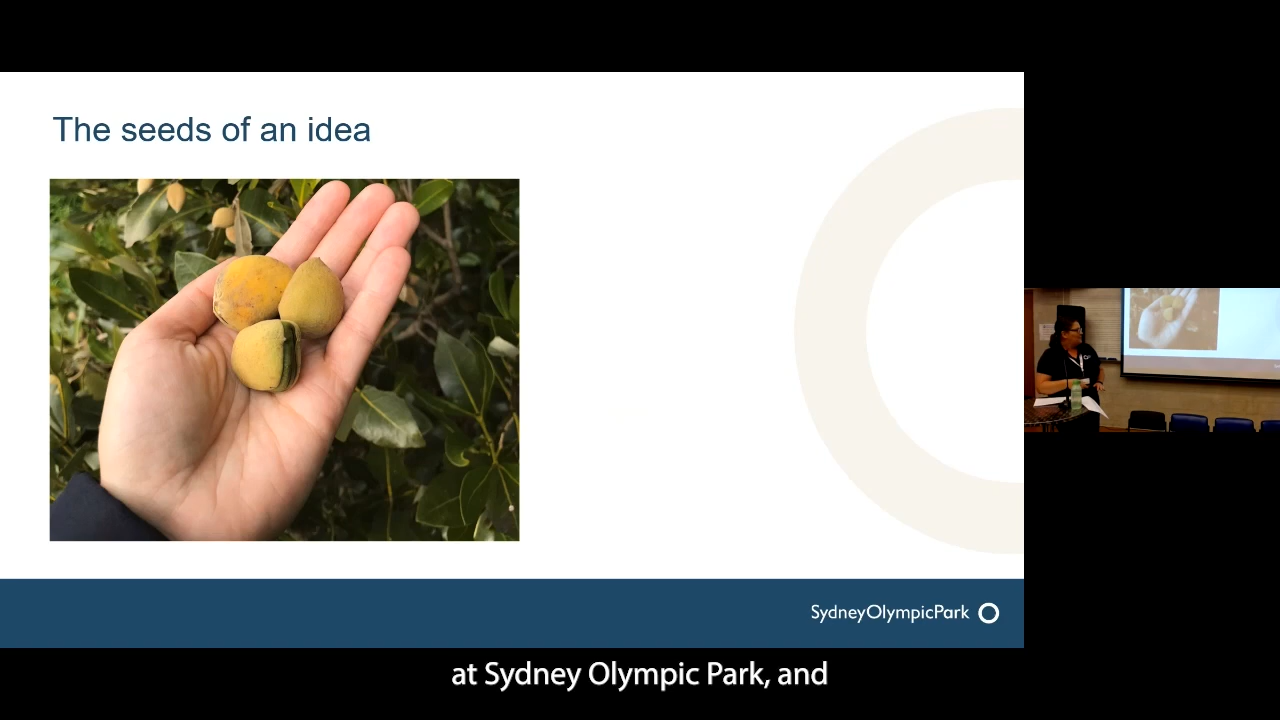 The seeds of an idea
SydneyOlympicPark
at Sydney Olympic Park, and